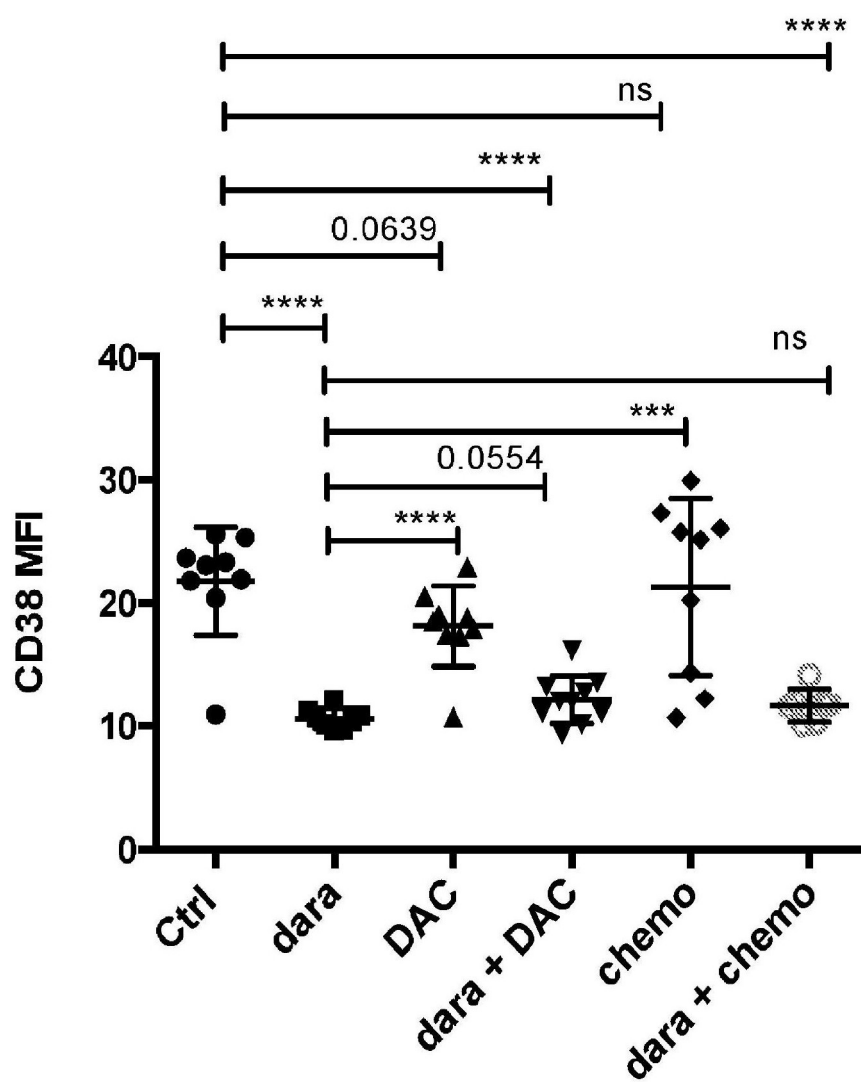 ****
ns
****
0.0639
****
40
ns
***
30
0.0554
****
CD38 MFI
20
10
0
Ctrl
dara
DAC
dara + DAC
chemo
dara + chemo